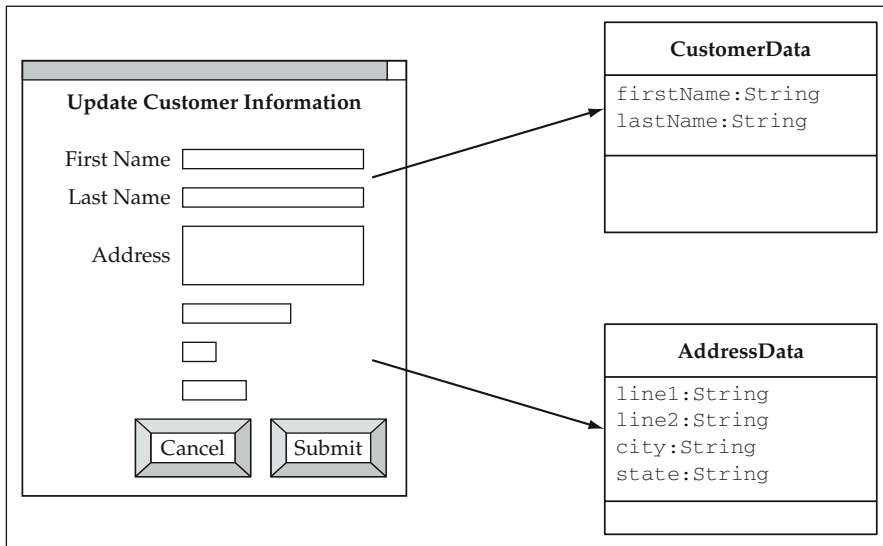 Update Customer Information
First Name
Last Name
Address
Cancel
Submit
CustomerData
firstName:String
lastName:String
AddressData
line1:String
line2:String
city:String
state:String